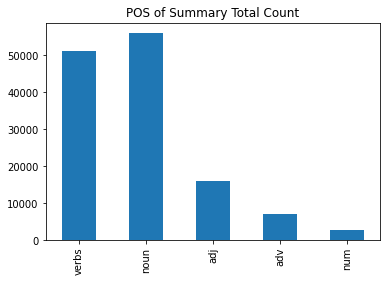 POS of Summary Total Count
50000
40000
30000
20000
10000
0
verbs
noun
adj
adv
num